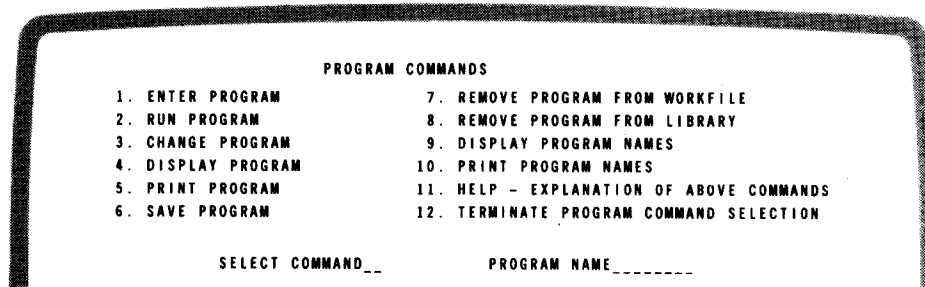 PROGRAM COMMANDS
1. ENTER PROGRAM
2. RUN PROGRAM
3. CHANGE PROGRAM
4. DISPLAY PROGRAM
5. PRINT PROGRAM
6. SAVE PROGRAM
7. REMOVE PROGRAM FROM WORKFILE
8. REMOVE PROGRAM FROM LIBRARY
9. DISPLAY PROGRAM NAMES
10. PRINT PROGRAM NAMES
11. HELP - EXPLANATION OF ABOVE COMMANDS
12. TERMINATE PROGRAM COMMAND SELECTION
SELECT COMMAND__ PROGRAM NAME________